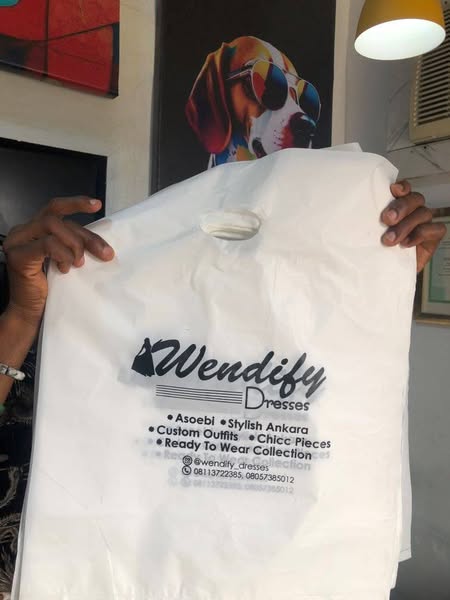 Wendify
Dresses
• Asoebi • Stylish Ankara
• Custom Outfits • Chicc Pieces
• Ready To Wear Collection
@wendify_dresses
08113722385, 08057385012